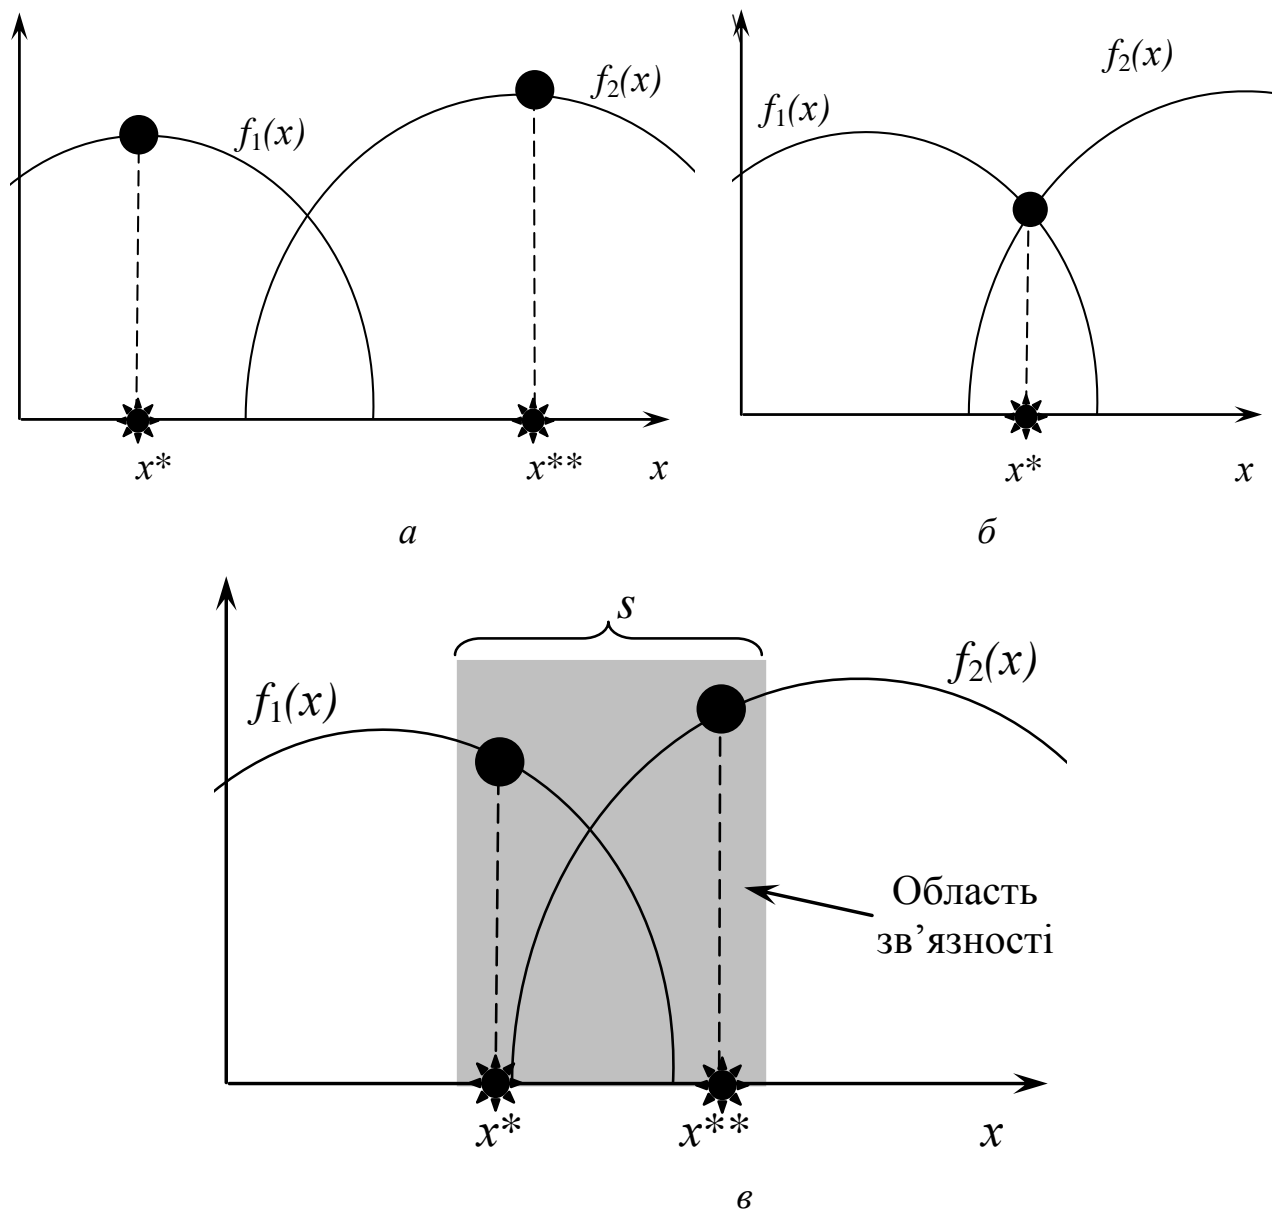 f₁(x)
f₂(x)
x*
x**
x
а
f₁(x)
f₂(x)
x*
x
б
s
f₁(x)
f₂(x)
Область
зв’язності
x*
x**
x
в